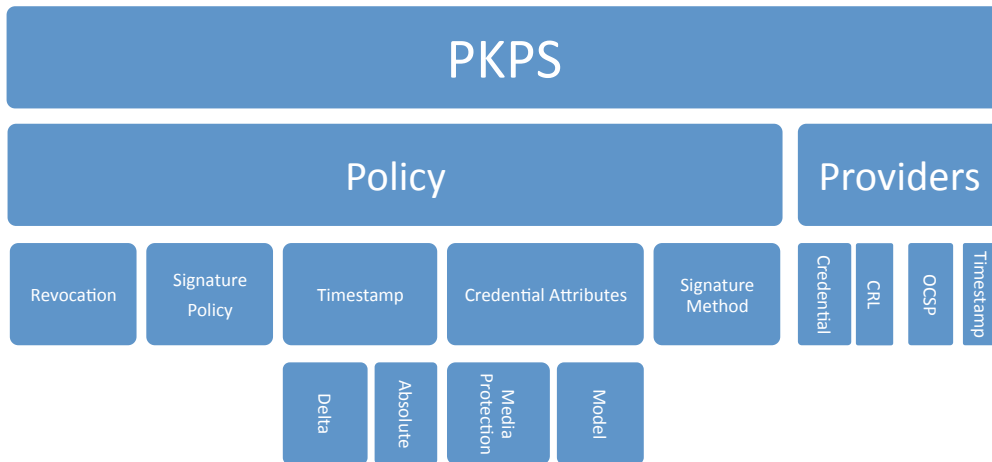 PKPS
Policy
Providers
Revocation
Signature
Policy
Timestamp
Credential Attributes
Signature
Method
Credential
CRL
OCSP
Timestamp
Delta
Absolute
Media
Protection
Model